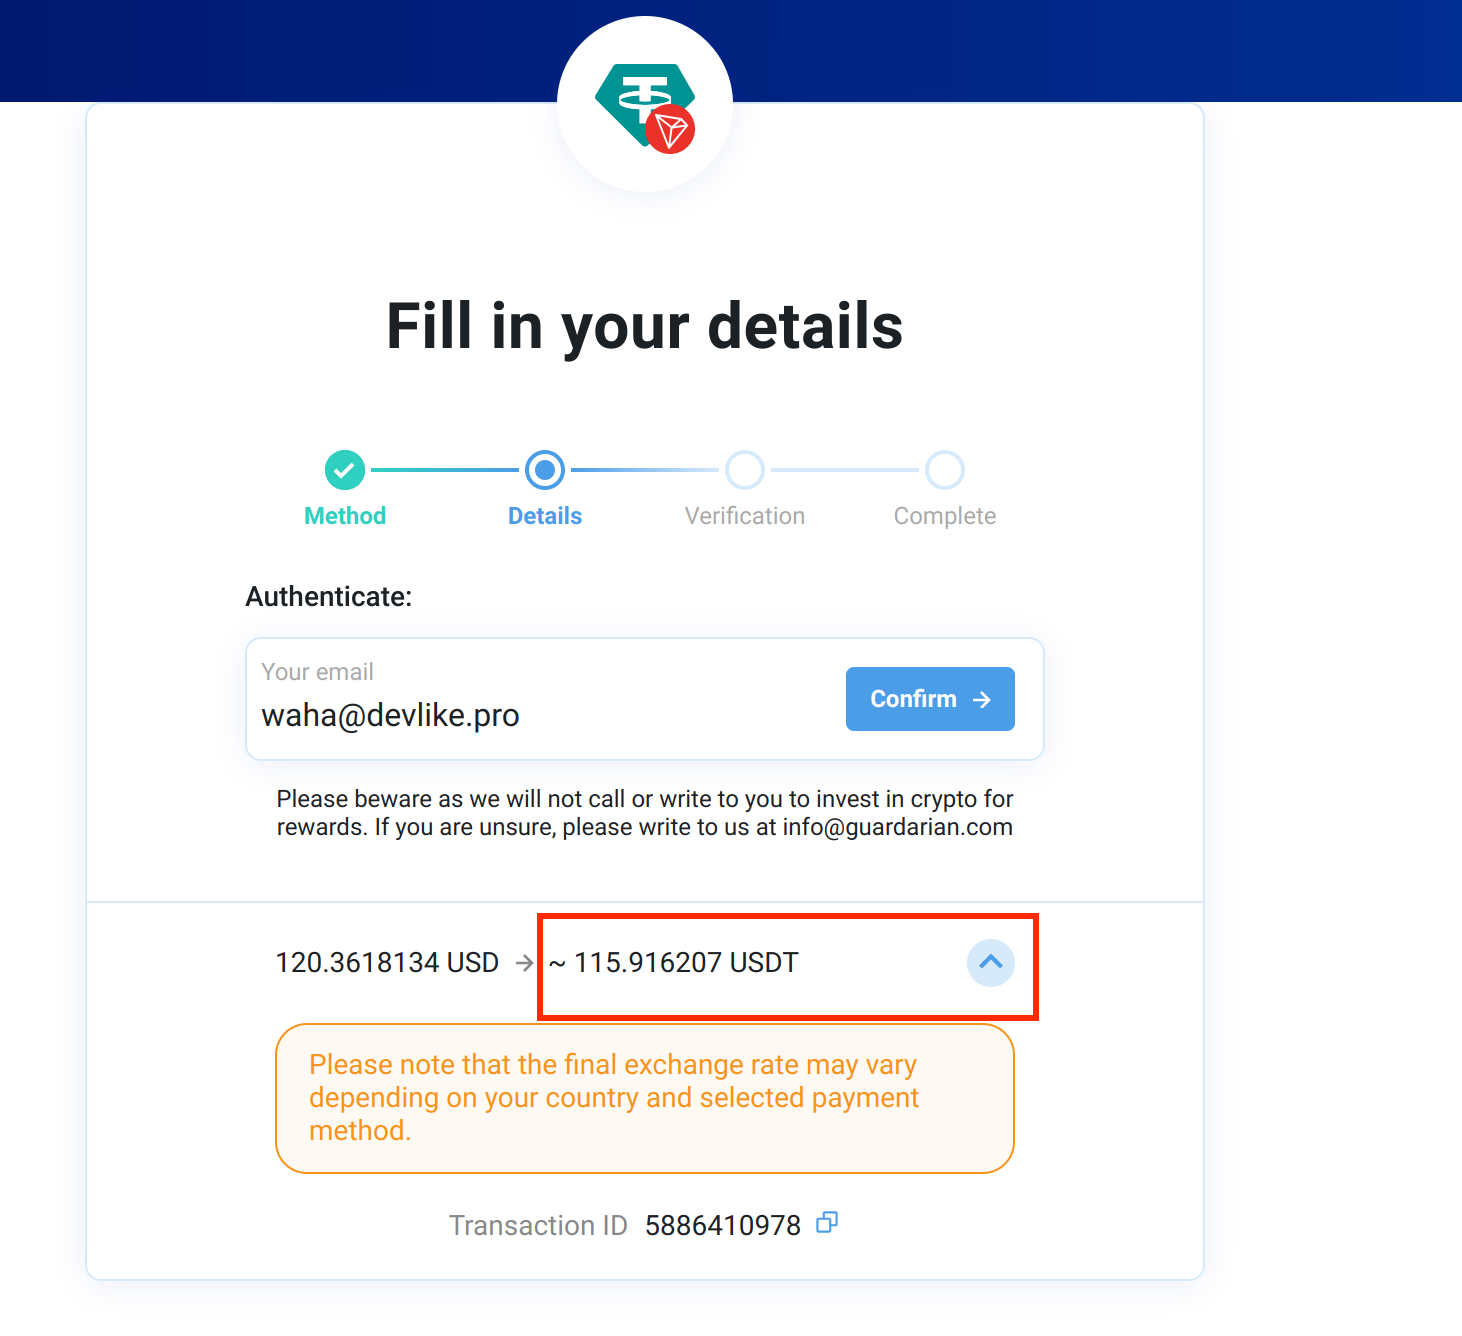 Fill in your details
Method
Details
Verification
Complete
Authenticate:
Your email
waha@devlike.pro
Confirm →
Please beware as we will not call or write to you to invest in crypto for
rewards. If you are unsure, please write to us at info@guardarian.com
120.3618134 USD → ~ 115.916207 USDT
Please note that the final exchange rate may vary
depending on your country and selected payment
method.
Transaction ID 5886410978